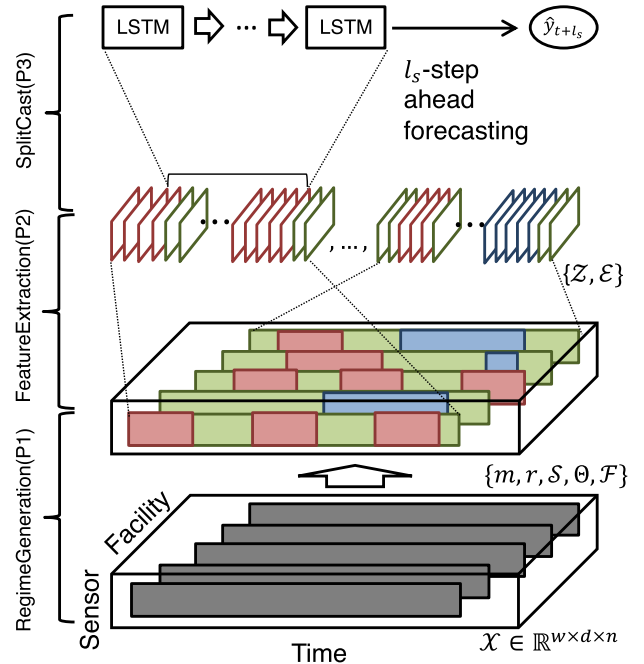 LSTM ... LSTM ŷ_{t+l_s}
l_s-step
ahead
forecasting
SplitCast(P3)
... , ..., ...
{𝒵, ℰ}
FeatureExtraction(P2)
{m, r, 𝒮, Θ, ℱ}
RegimeGeneration(P1)
Facility
Sensor
Time
𝒳 ∈ ℝ^{w×d×n}